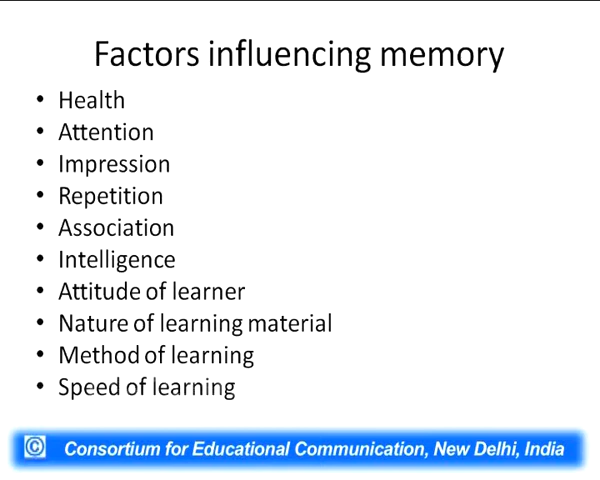 Factors influencing memory
• Health
• Attention
• Impression
• Repetition
• Association
• Intelligence
• Attitude of learner
• Nature of learning material
• Method of learning
• Speed of learning
© Consortium for Educational Communication, New Delhi, India